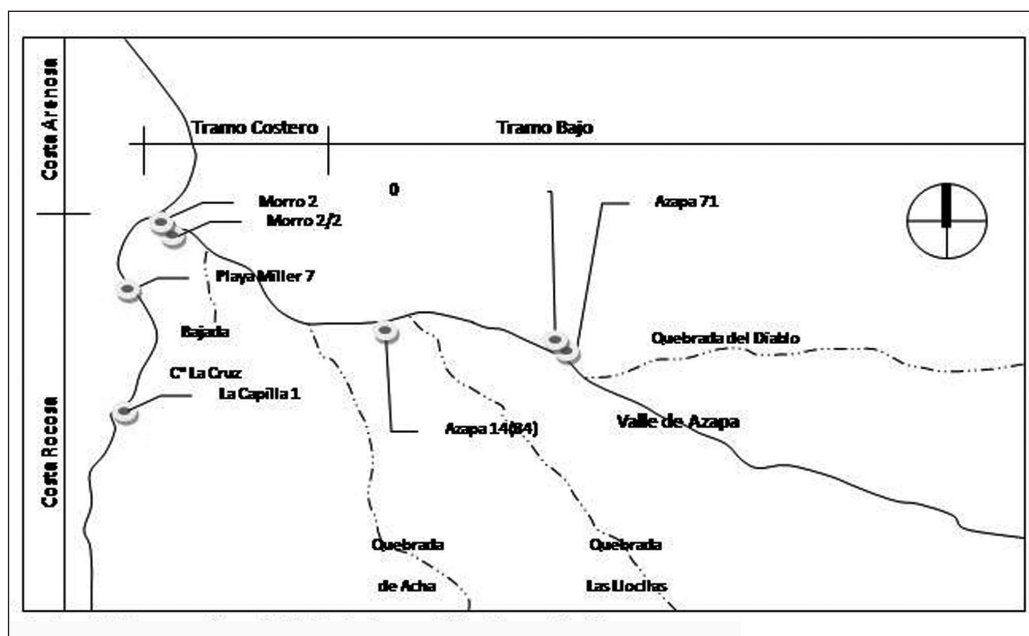 Costa Arenosa
Tramo Costero
Tramo Bajo
0
Morro 2
Azapa 71
Morro 2/2
Playa Miller 7
Bajada
Quebrada del Diablo
Cº La Cruz
La Capilla 1
Valle de Azapa
Azapa 14(84)
Costa Rocosa
Quebrada
de Acha
Quebrada
Las Llocllas